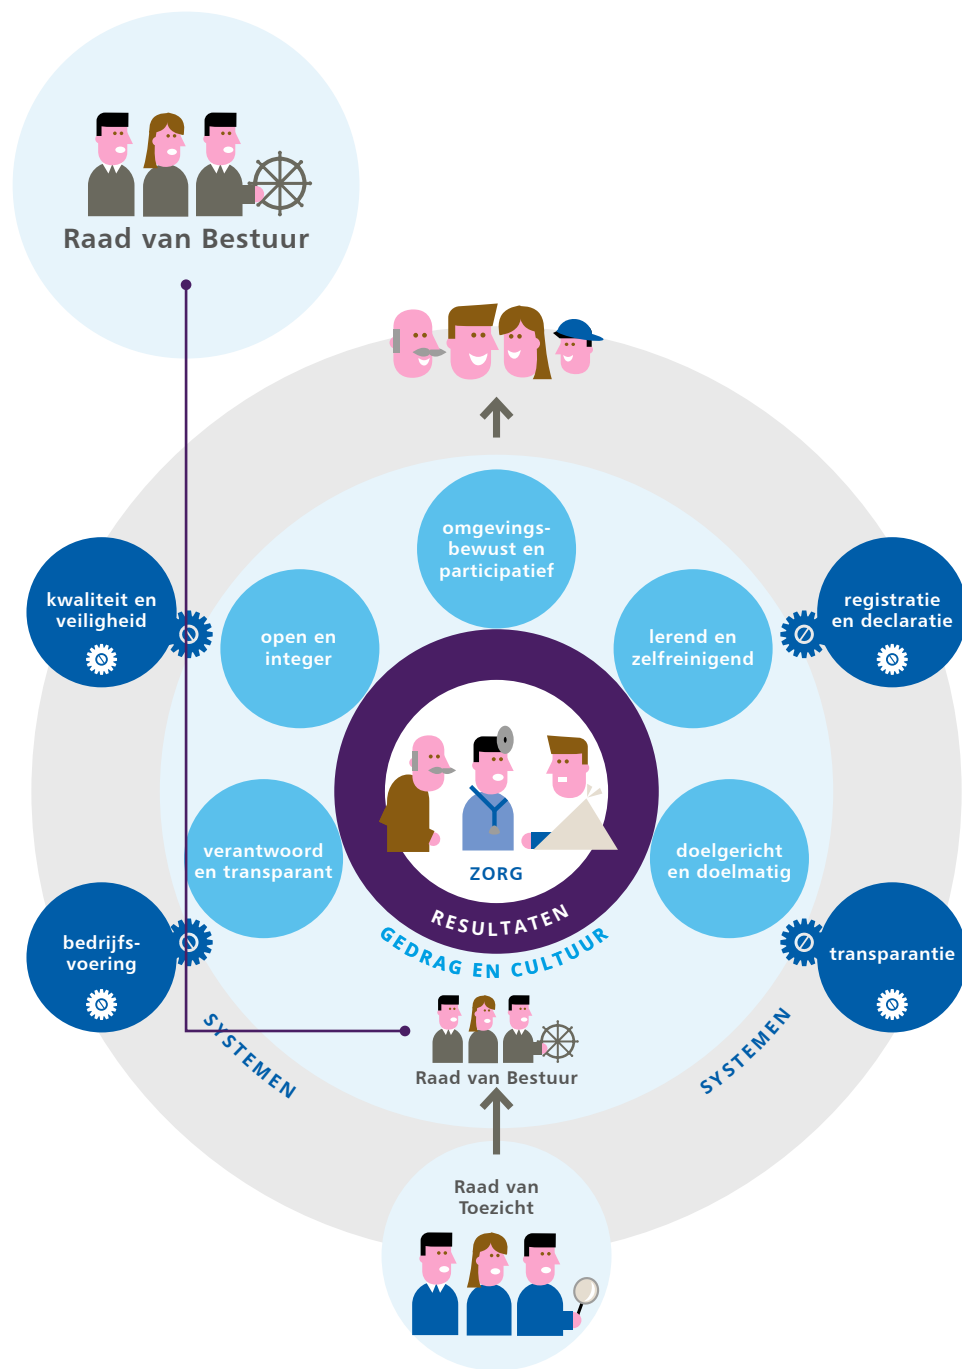 Raad van Bestuur
omgevings-
bewust en
participatief
kwaliteit en
veiligheid
open en
integer
lerend en
zelfreinigend
registratie
en declaratie
verantwoord
en transparant
ZORG
doelgericht
en doelmatig
RESULTATEN
GEDRAG EN CULTUUR
bedrijfs-
voering
transparantie
SYSTEMEN
SYSTEMEN
Raad van Bestuur
Raad van
Toezicht